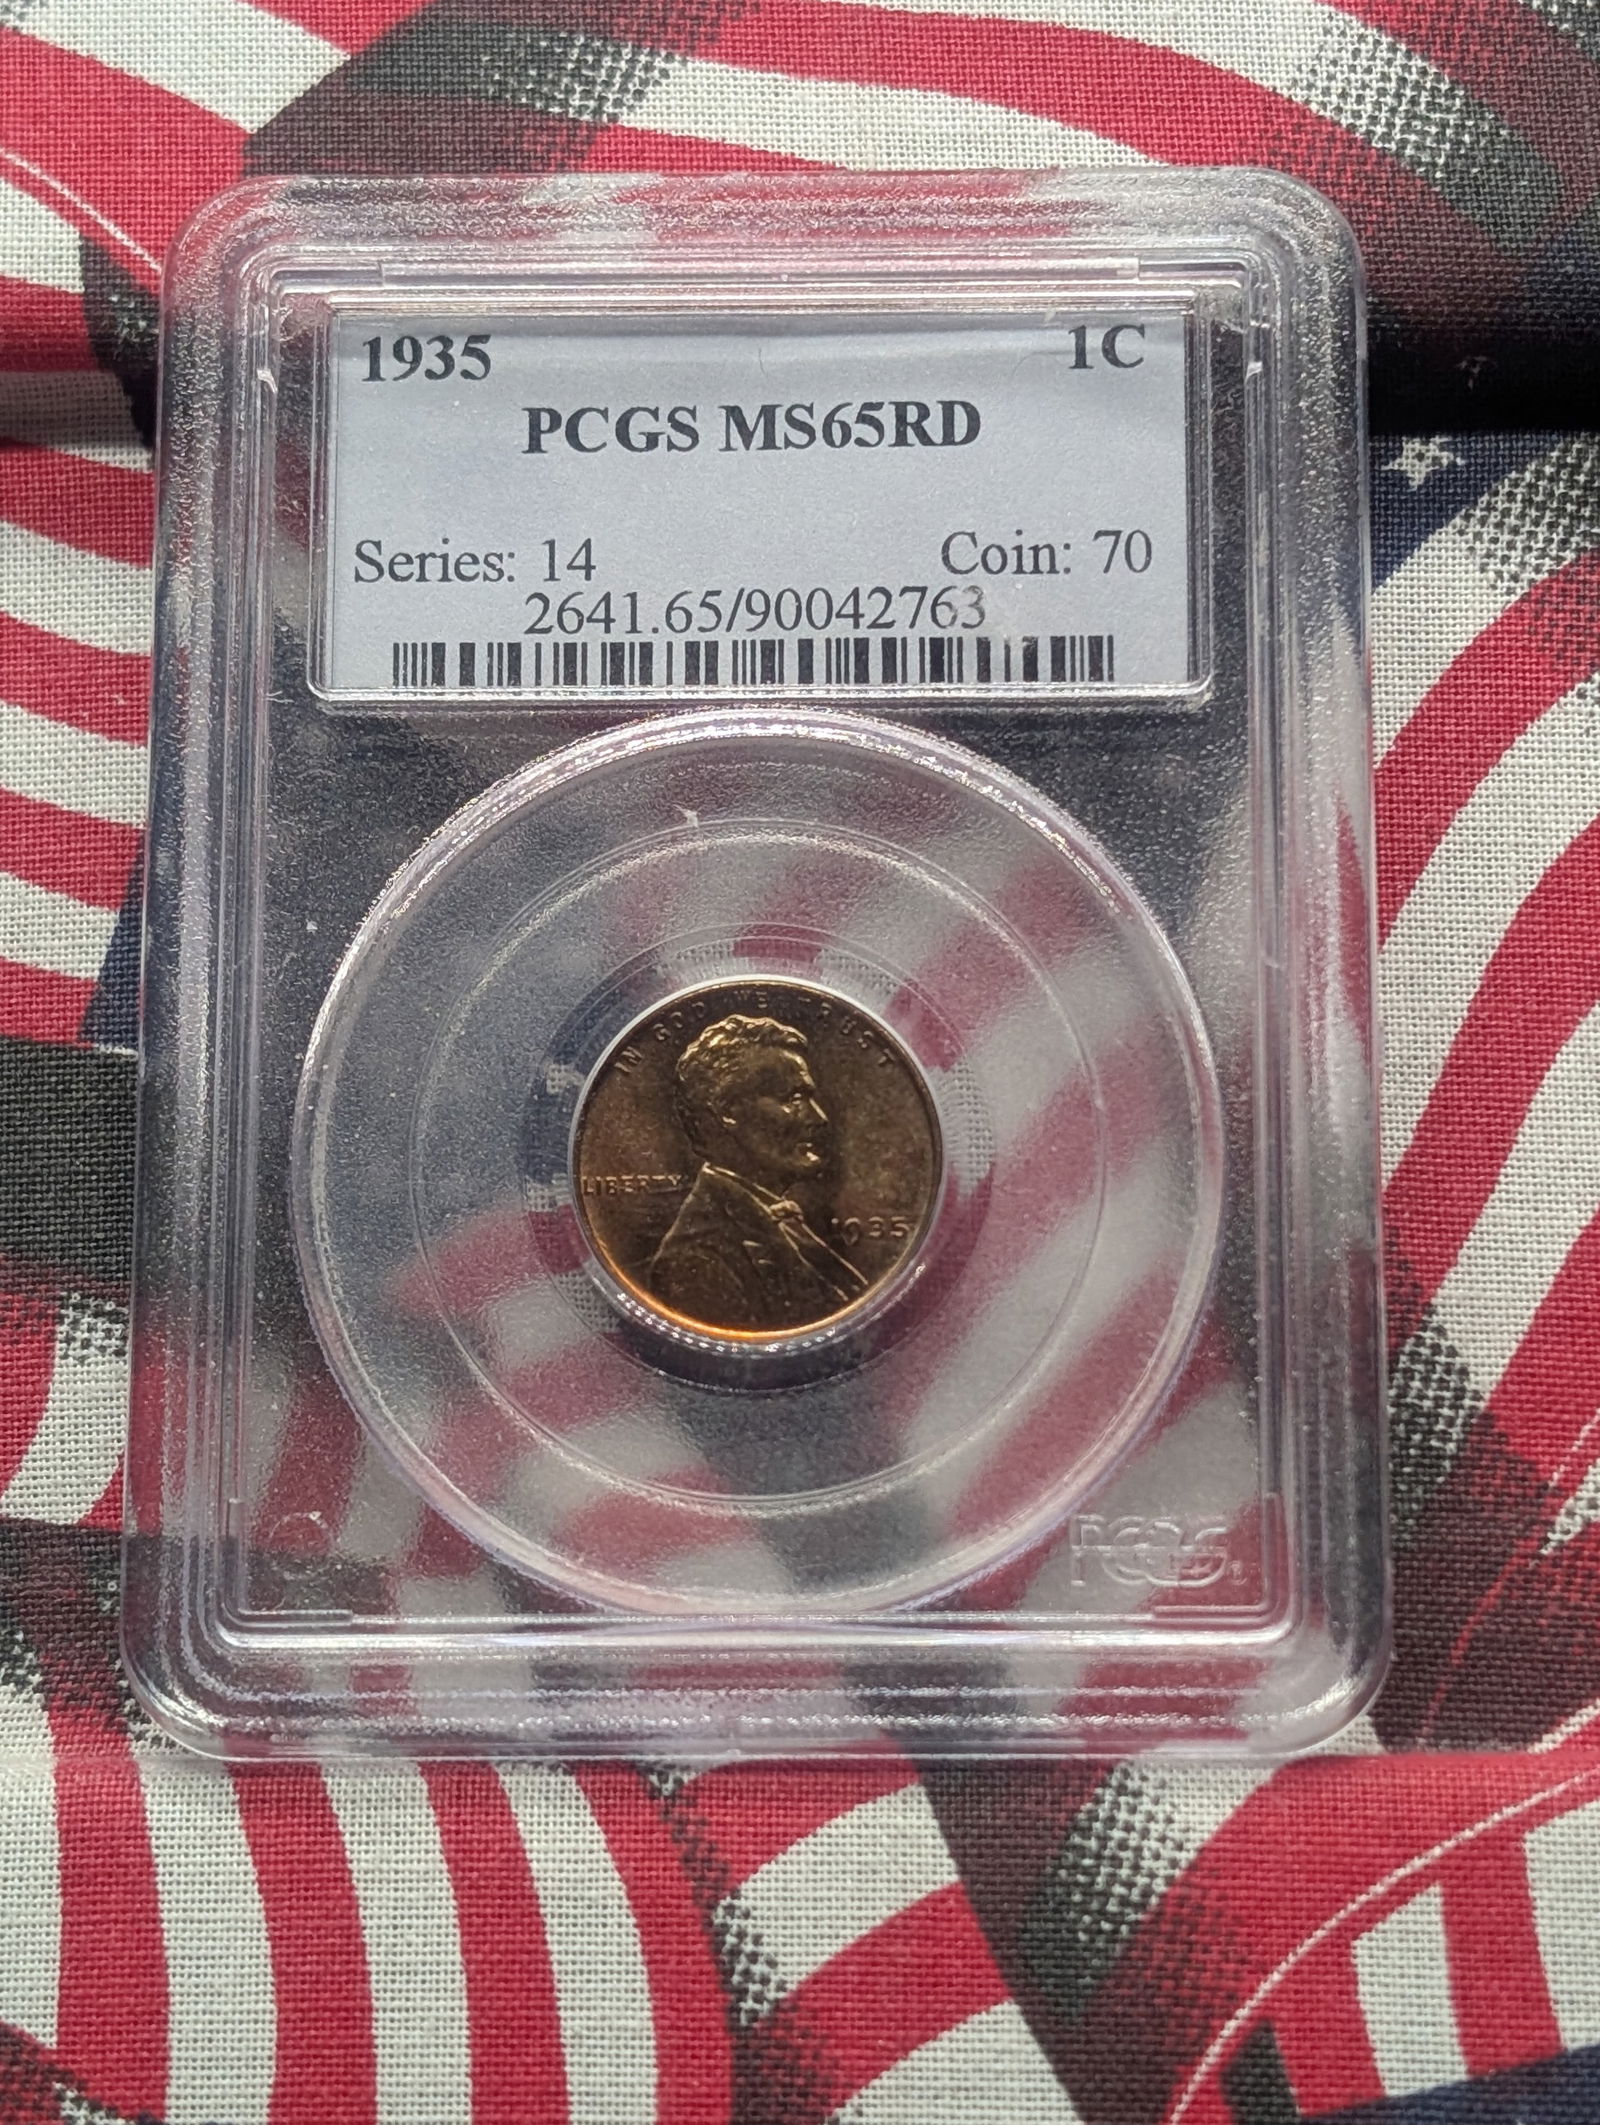 1935 1C
PCGS MS65RD
Series: 14 Coin: 70
2641.65/90042763
IN GOD WE TRUST
LIBERTY
1935
PCGS